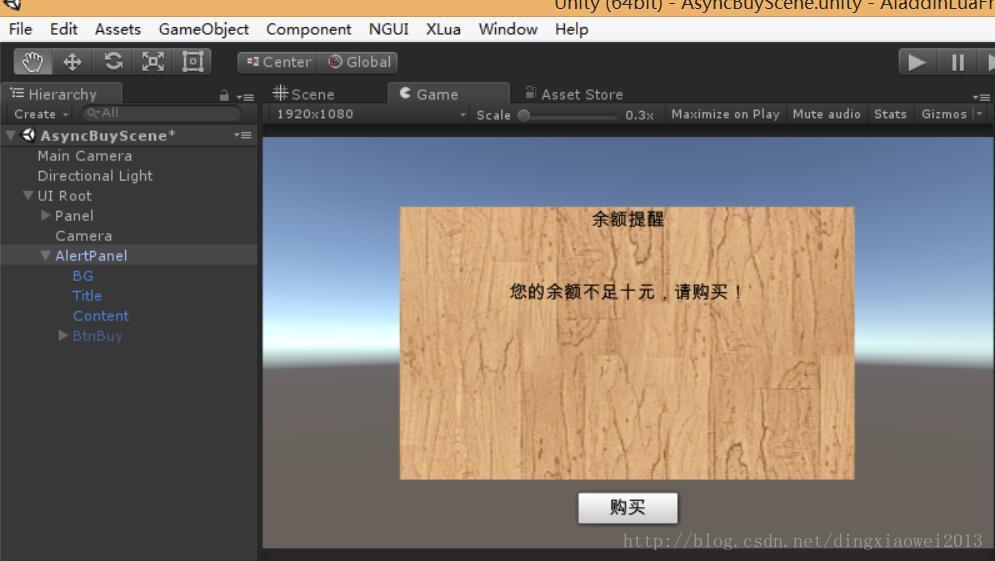 Unity (64bit) - AsyncBuyScene.unity - AladdinLuaFr
File Edit Assets GameObject Component NGUI XLua Window Help
Center Global
Hierarchy
Scene Game Asset Store
Create All
1920x1080 Scale 0.3x Maximize on Play Mute audio Stats Gizmos
AsyncBuyScene*
Main Camera
Directional Light
UI Root
Panel
Camera
AlertPanel
BG
Title
Content
BtnBuy
余额提醒
您的余额不足十元，请购买！
购买
http://blog.csdn.net/dingxiaowei2013